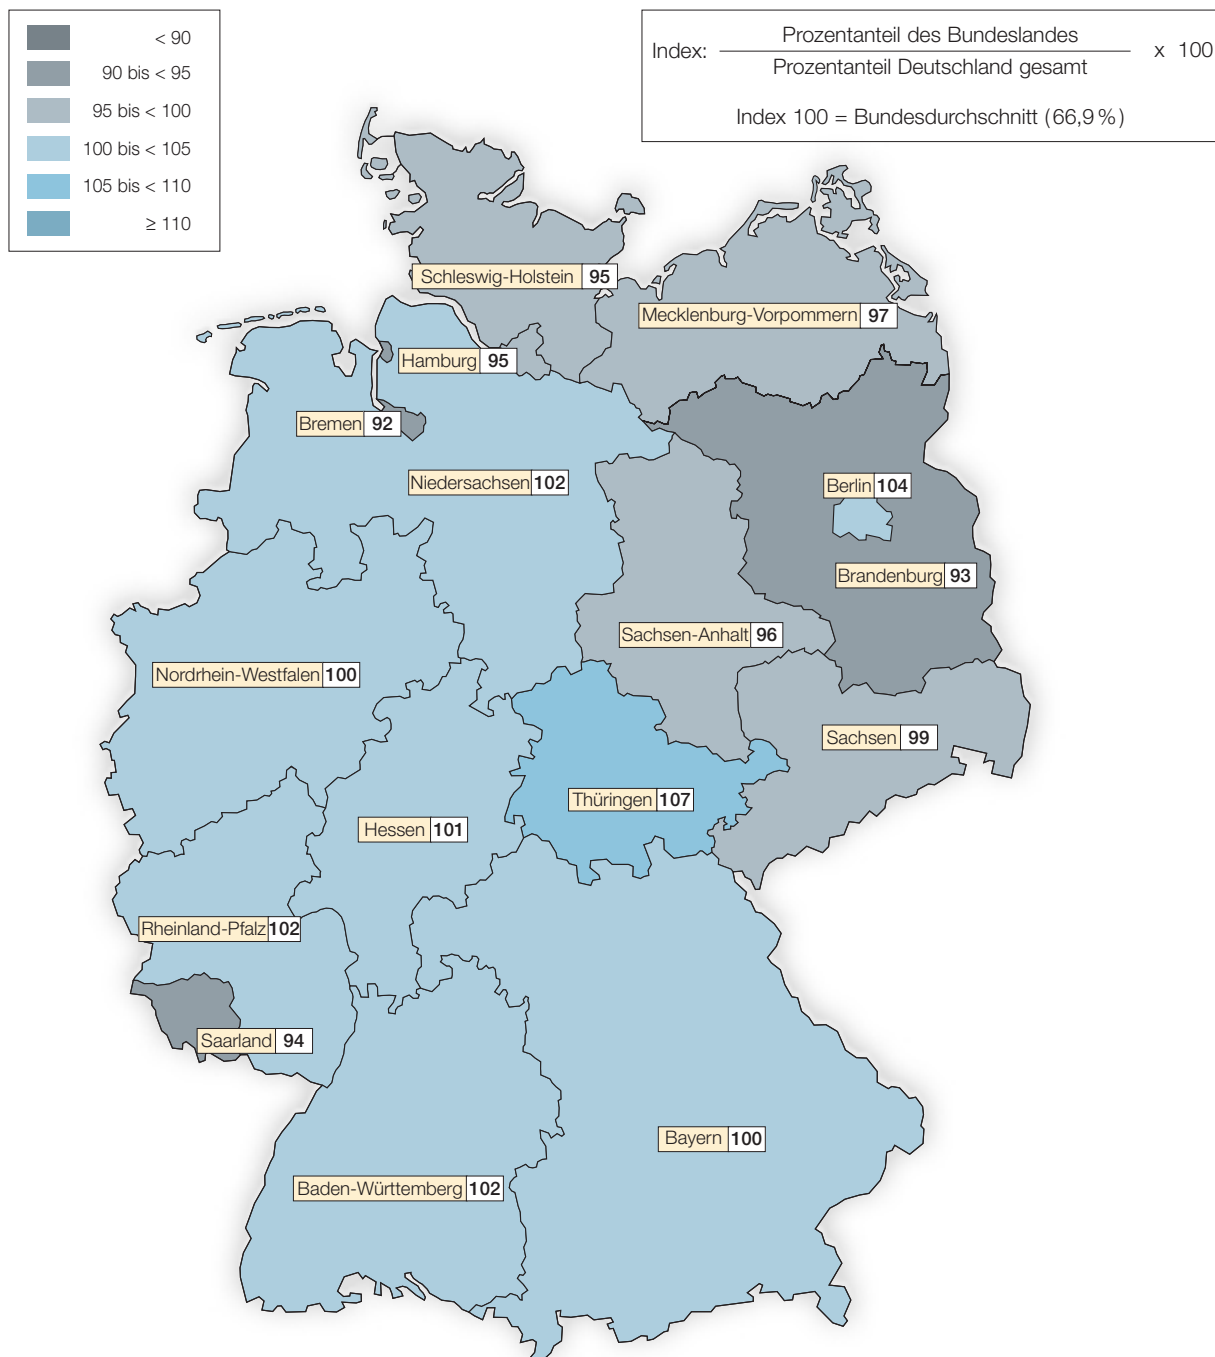 < 90
90 bis < 95
95 bis < 100
100 bis < 105
105 bis < 110
≥ 110
Index: Prozentanteil des Bundeslandes x 100
Prozentanteil Deutschland gesamt
Index 100 = Bundesdurchschnitt (66,9 %)
Schleswig-Holstein 95
Mecklenburg-Vorpommern 97
Hamburg 95
Bremen 92
Niedersachsen 102
Berlin 104
Brandenburg 93
Sachsen-Anhalt 96
Nordrhein-Westfalen 100
Sachsen 99
Thüringen 107
Hessen 101
Rheinland-Pfalz 102
Saarland 94
Bayern 100
Baden-Württemberg 102